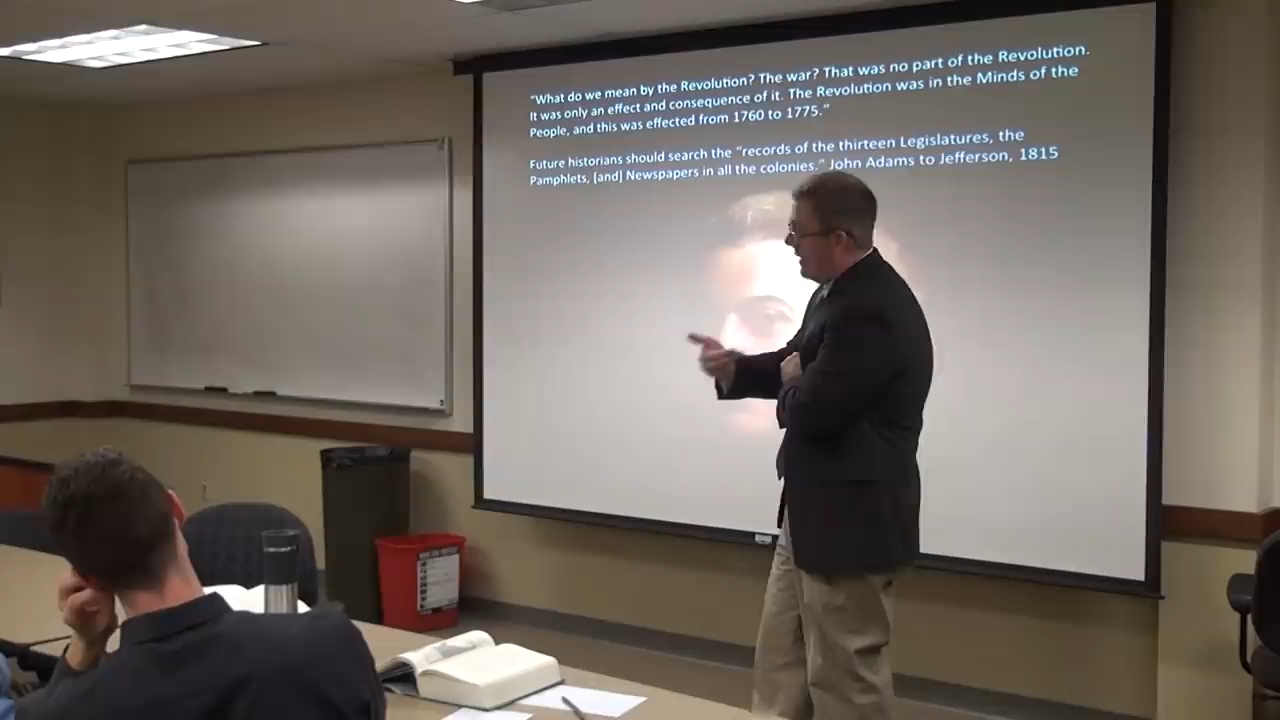 "What do we mean by the Revolution? The war? That was no part of the Revolution.
It was only an effect and consequence of it. The Revolution was in the Minds of the
People, and this was effected from 1760 to 1775."
Future historians should search the "records of the thirteen Legislatures, the
Pamphlets, [and] Newspapers in all the colonies." John Adams to Jefferson, 1815